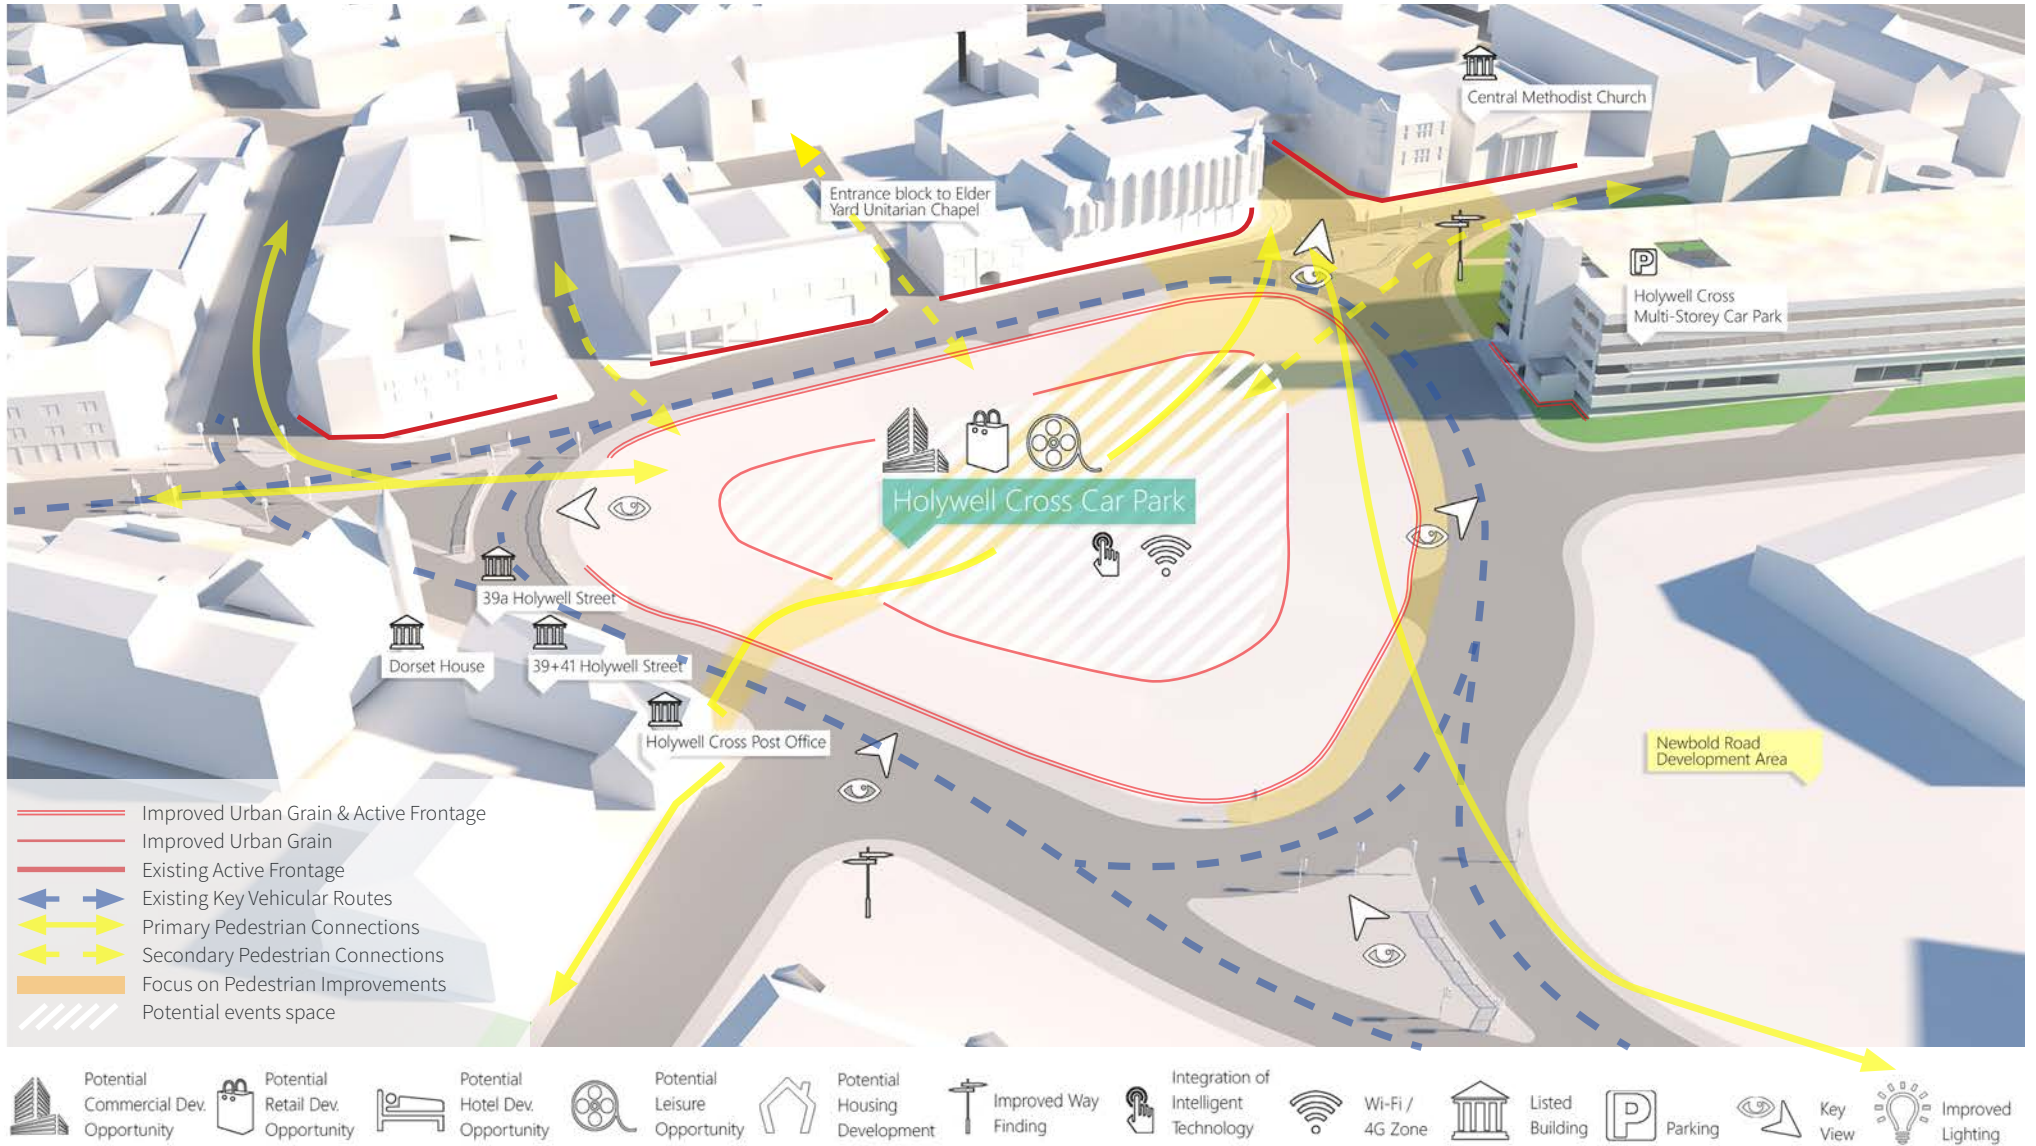 Central Methodist Church
Entrance block to Elder
Yard Unitarian Chapel
P
Holywell Cross
Multi-Storey Car Park
Holywell Cross Car Park
39a Holywell Street
Dorset House
39+41 Holywell Street
Holywell Cross Post Office
Newbold Road
Development Area
Improved Urban Grain & Active Frontage
Improved Urban Grain
Existing Active Frontage
Existing Key Vehicular Routes
Primary Pedestrian Connections
Secondary Pedestrian Connections
Focus on Pedestrian Improvements
Potential events space
Potential
Commercial Dev.
Opportunity
Potential
Retail Dev.
Opportunity
Potential
Hotel Dev.
Opportunity
Potential
Leisure
Opportunity
Potential
Housing
Development
Improved Way
Finding
Integration of
Intelligent
Technology
Wi-Fi /
4G Zone
Listed
Building
P
Parking
Key
View
Improved
Lighting